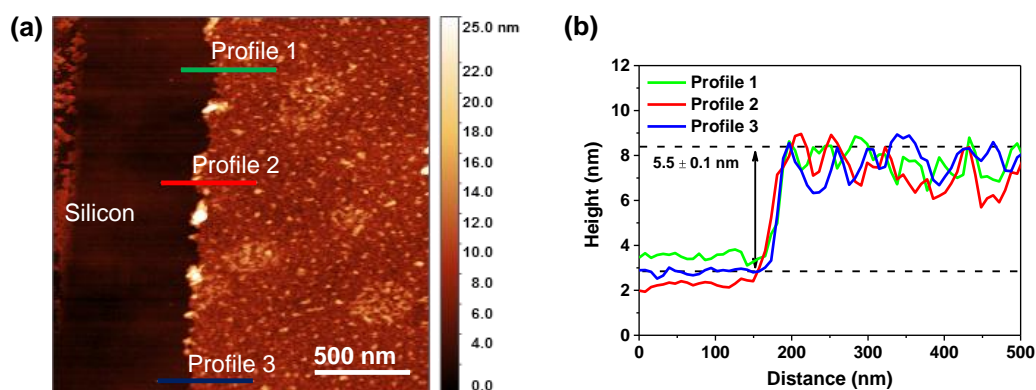 (a)
Profile 1
Profile 2
Silicon
Profile 3
500 nm
25.0 nm
22.0
20.0
18.0
16.0
14.0
12.0
10.0
8.0
6.0
4.0
0.0
(b)
Profile 1
Profile 2
Profile 3
5.5 ± 0.1 nm
Height (nm)
12
10
8
6
4
2
0
0 100 200 300 400 500
Distance (nm)